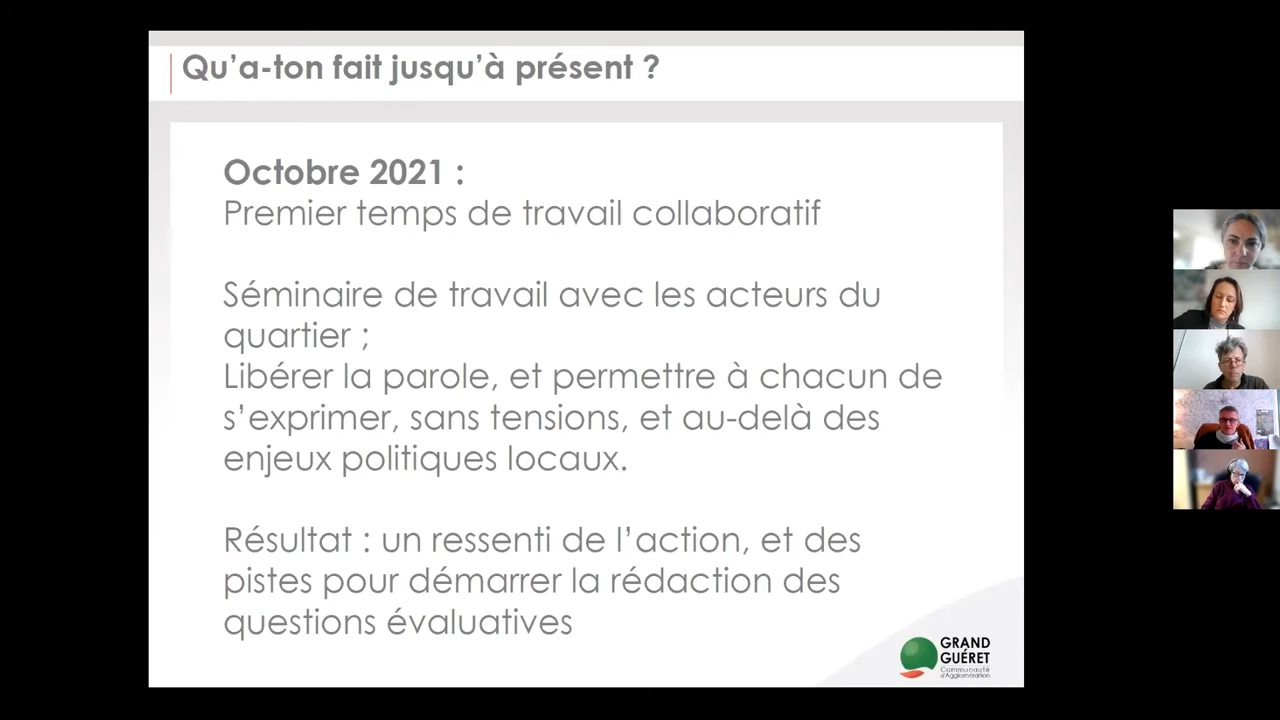 Qu’a-ton fait jusqu’à présent ?
Octobre 2021 :
Premier temps de travail collaboratif
Séminaire de travail avec les acteurs du
quartier ;
Libérer la parole, et permettre à chacun de
s’exprimer, sans tensions, et au-delà des
enjeux politiques locaux.
Résultat : un ressenti de l’action, et des
pistes pour démarrer la rédaction des
questions évaluatives
GRAND
GUÉRET
Communauté
d'Agglomération